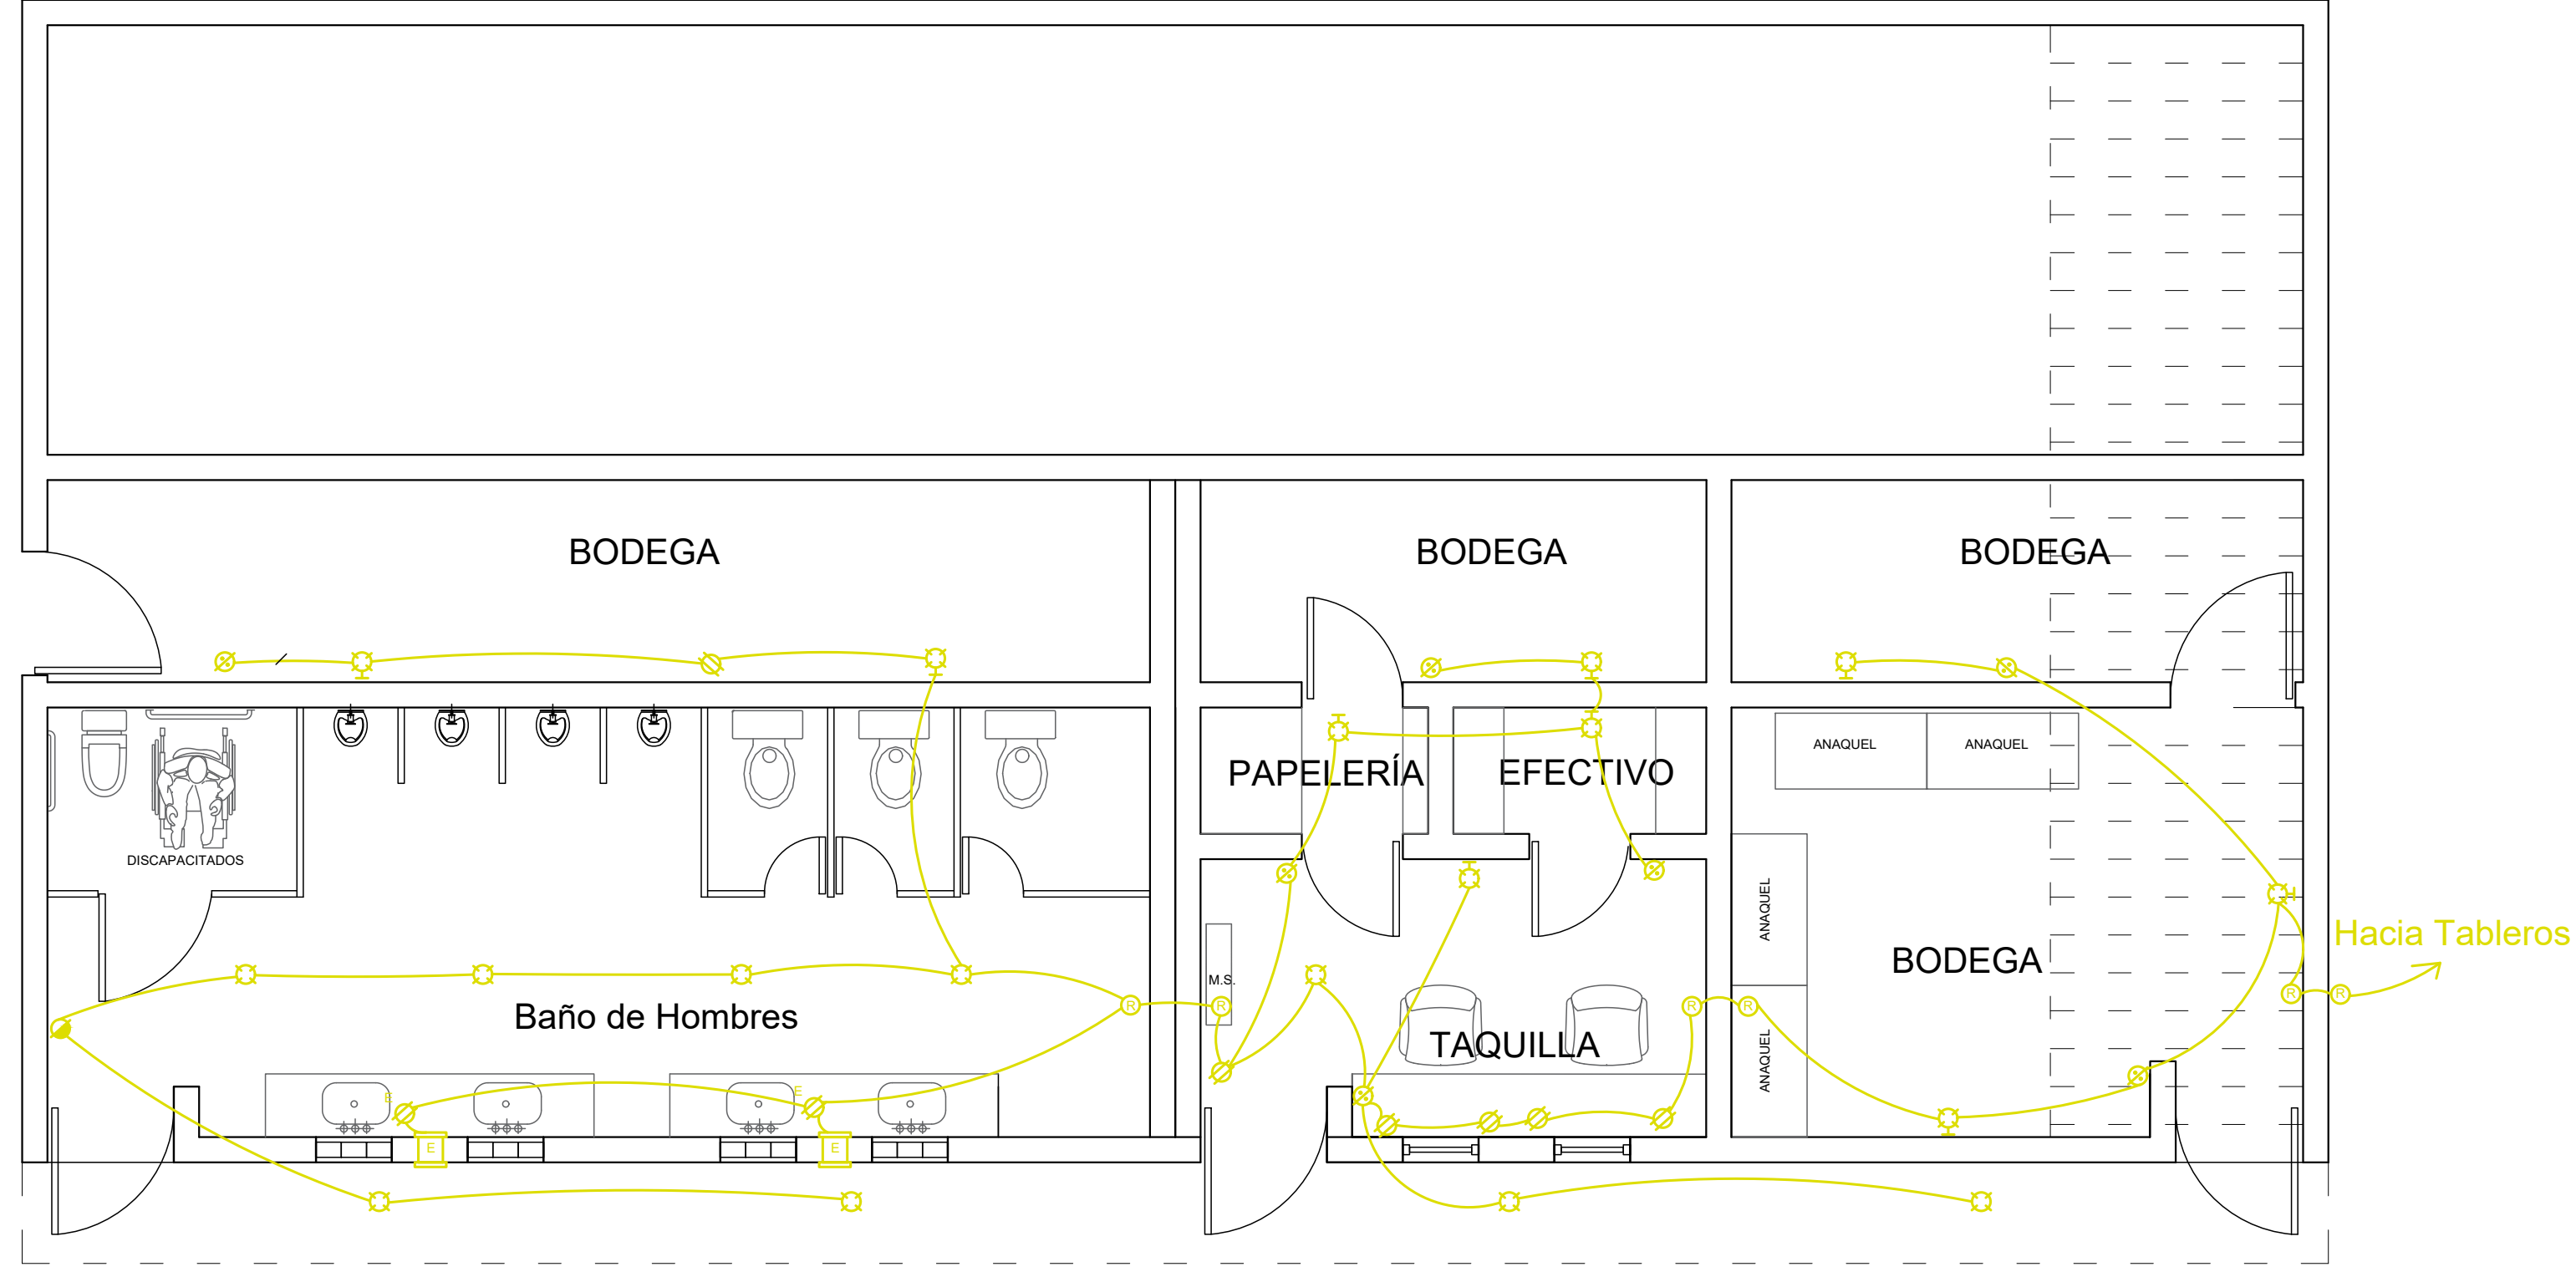 BODEGA
BODEGA
BODEGA
ANAQUEL
ANAQUEL
PAPELERÍA
EFECTIVO
DISCAPACITADOS
ANAQUEL
Hacia Tableros
BODEGA
M.S.
R
R
R
R
R
R
Baño de Hombres
TAQUILLA
ANAQUEL
E
E
E
E